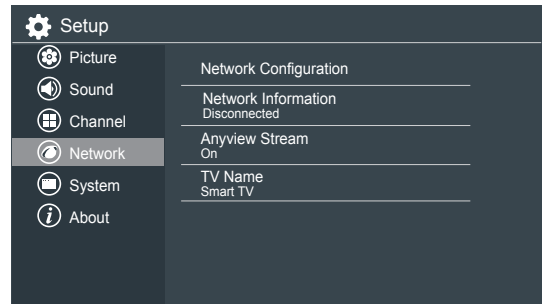 Setup
Picture
Sound
Channel
Network
System
About
Network Configuration
Network Information
Disconnected
Anyview Stream
On
TV Name
Smart TV